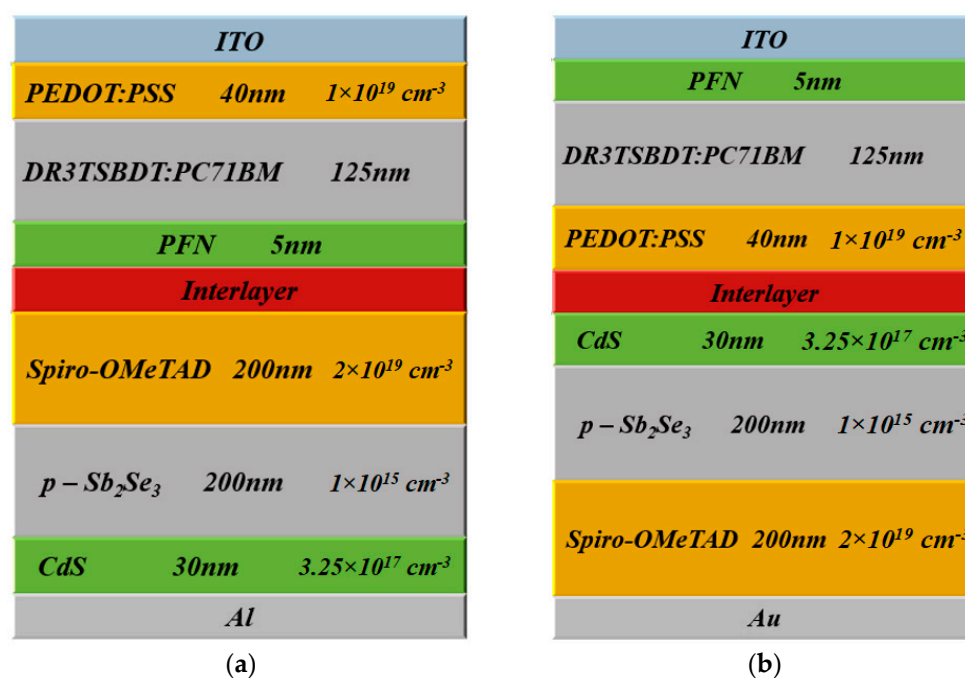 ITO
PEDOT:PSS 40nm 1×10¹⁹ cm⁻³
DR3TSBDT:PC71BM 125nm
PFN 5nm
Interlayer
Spiro-OMeTAD 200nm 2×10¹⁹ cm⁻³
p – Sb₂Se₃ 200nm 1×10¹⁵ cm⁻³
CdS 30nm 3.25×10¹⁷ cm⁻³
Al
(a)
ITO
PFN 5nm
DR3TSBDT:PC71BM 125nm
PEDOT:PSS 40nm 1×10¹⁹ cm⁻³
Interlayer
CdS 30nm 3.25×10¹⁷ cm⁻³
p – Sb₂Se₃ 200nm 1×10¹⁵ cm⁻³
Spiro-OMeTAD 200nm 2×10¹⁹ cm⁻³
Au
(b)